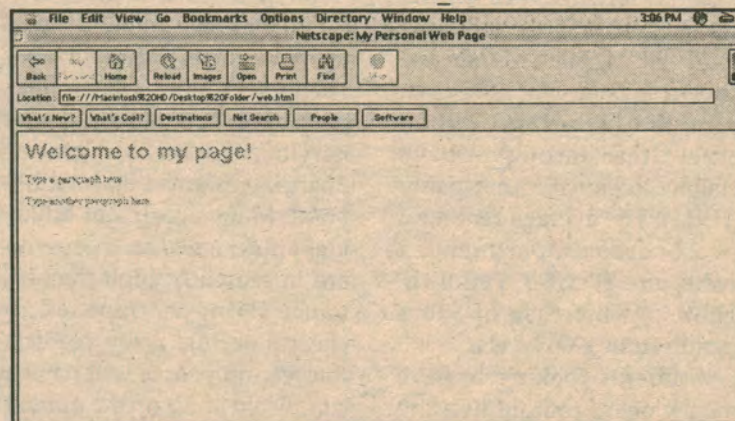 File Edit View Go Bookmarks Options Directory Window Help 3:06 PM
Netscape: My Personal Web Page
Back Forward Home Reload Images Open Print Find Stop
Location: file:///Macintosh%20HD/Desktop%20Folder/web.html
What's New? What's Cool? Destinations Net Search People Software
Welcome to my page!
Type a paragraph here.
Type another paragraph here.